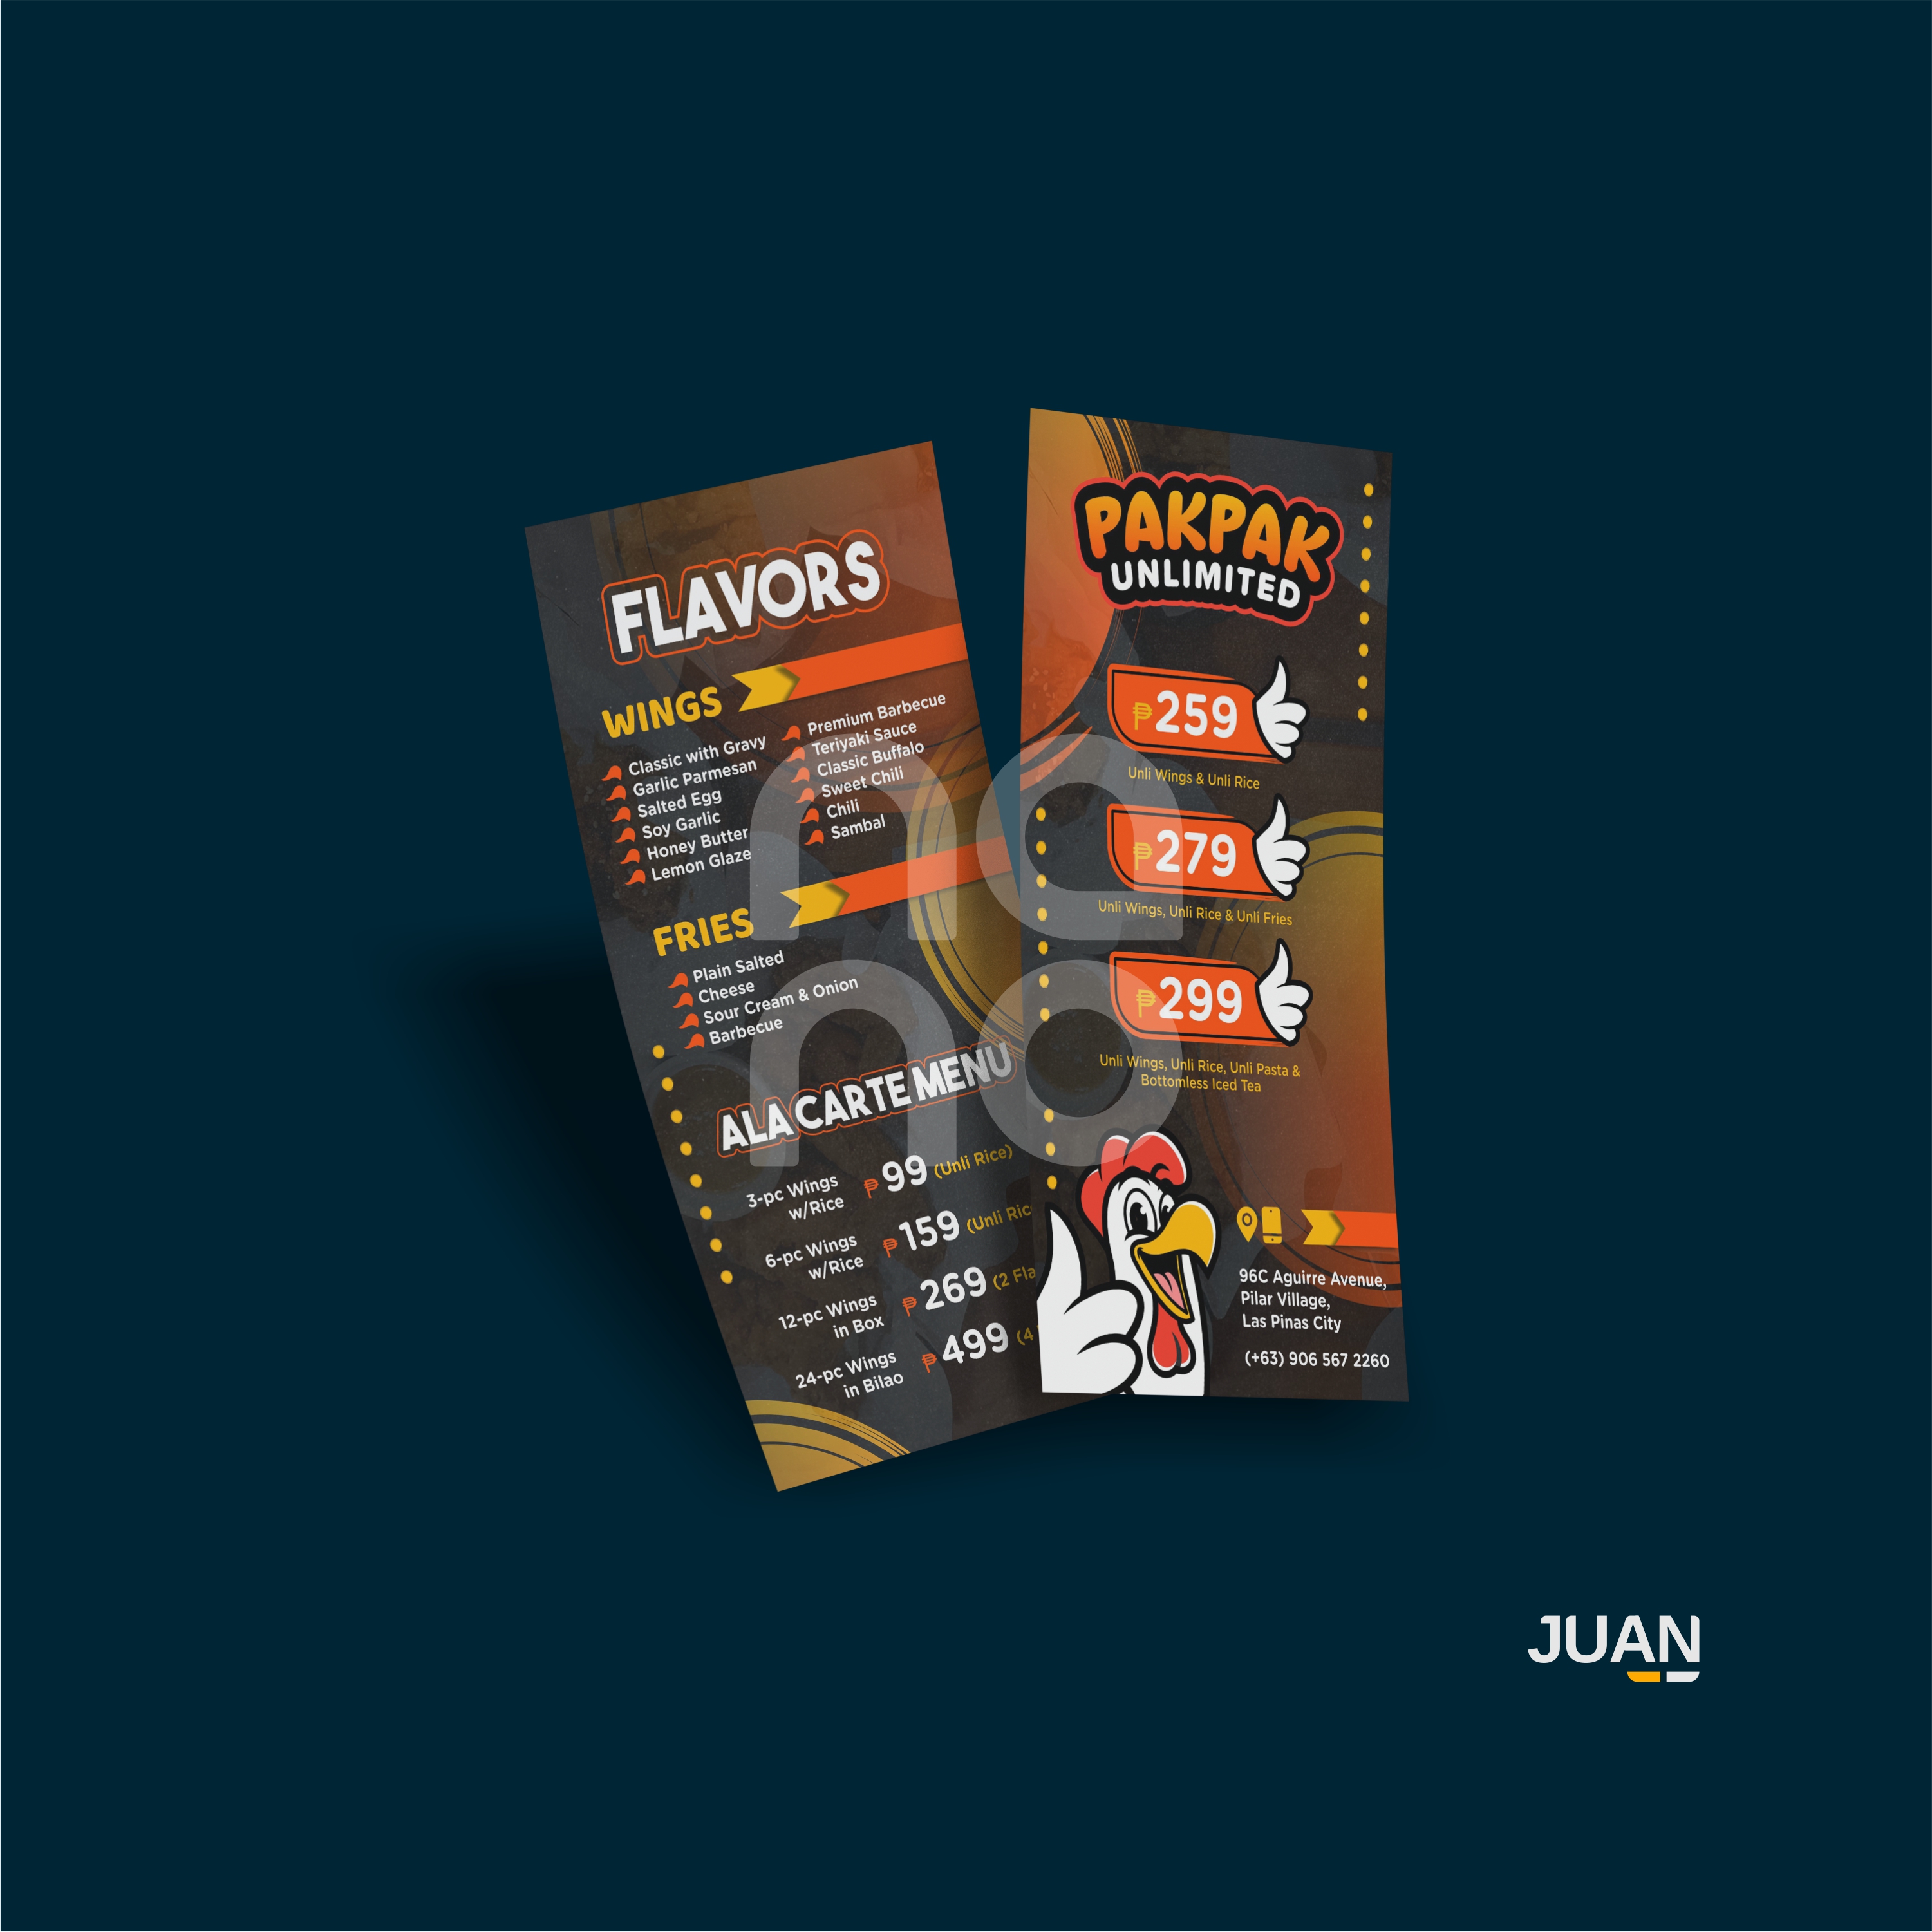 FLAVORS
WINGS
Classic with Gravy
Garlic Parmesan
Salted Egg
Soy Garlic
Honey Butter
Lemon Glaze
Premium Barbecue
Teriyaki Sauce
Classic Buffalo
Sweet Chili
Chili
Sambal
FRIES
Plain Salted
Cheese
Sour Cream & Onion
Barbecue
ALA CARTE MENU
3-pc Wings
w/Rice
₱99 (Unli Rice)
6-pc Wings
w/Rice
₱159 (Unli Ric
12-pc Wings
in Box
₱269 (2 Fla
24-pc Wings
in Bilao
₱499 (4
PAKPAK
UNLIMITED
₱259
Unli Wings & Unli Rice
₱279
Unli Wings, Unli Rice & Unli Fries
₱299
Unli Wings, Unli Rice, Unli Pasta &
Bottomless Iced Tea
96C Aguirre Avenue,
Pilar Village,
Las Pinas City
(+63) 906 567 2260
JUAN